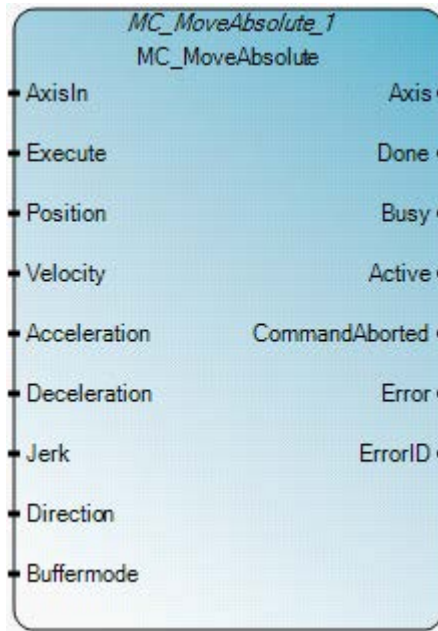 MC_MoveAbsolute_1
MC_MoveAbsolute
AxisIn Axis
Execute Done
Position Busy
Velocity Active
Acceleration CommandAborted
Deceleration Error
Jerk ErrorID
Direction
Buffermode